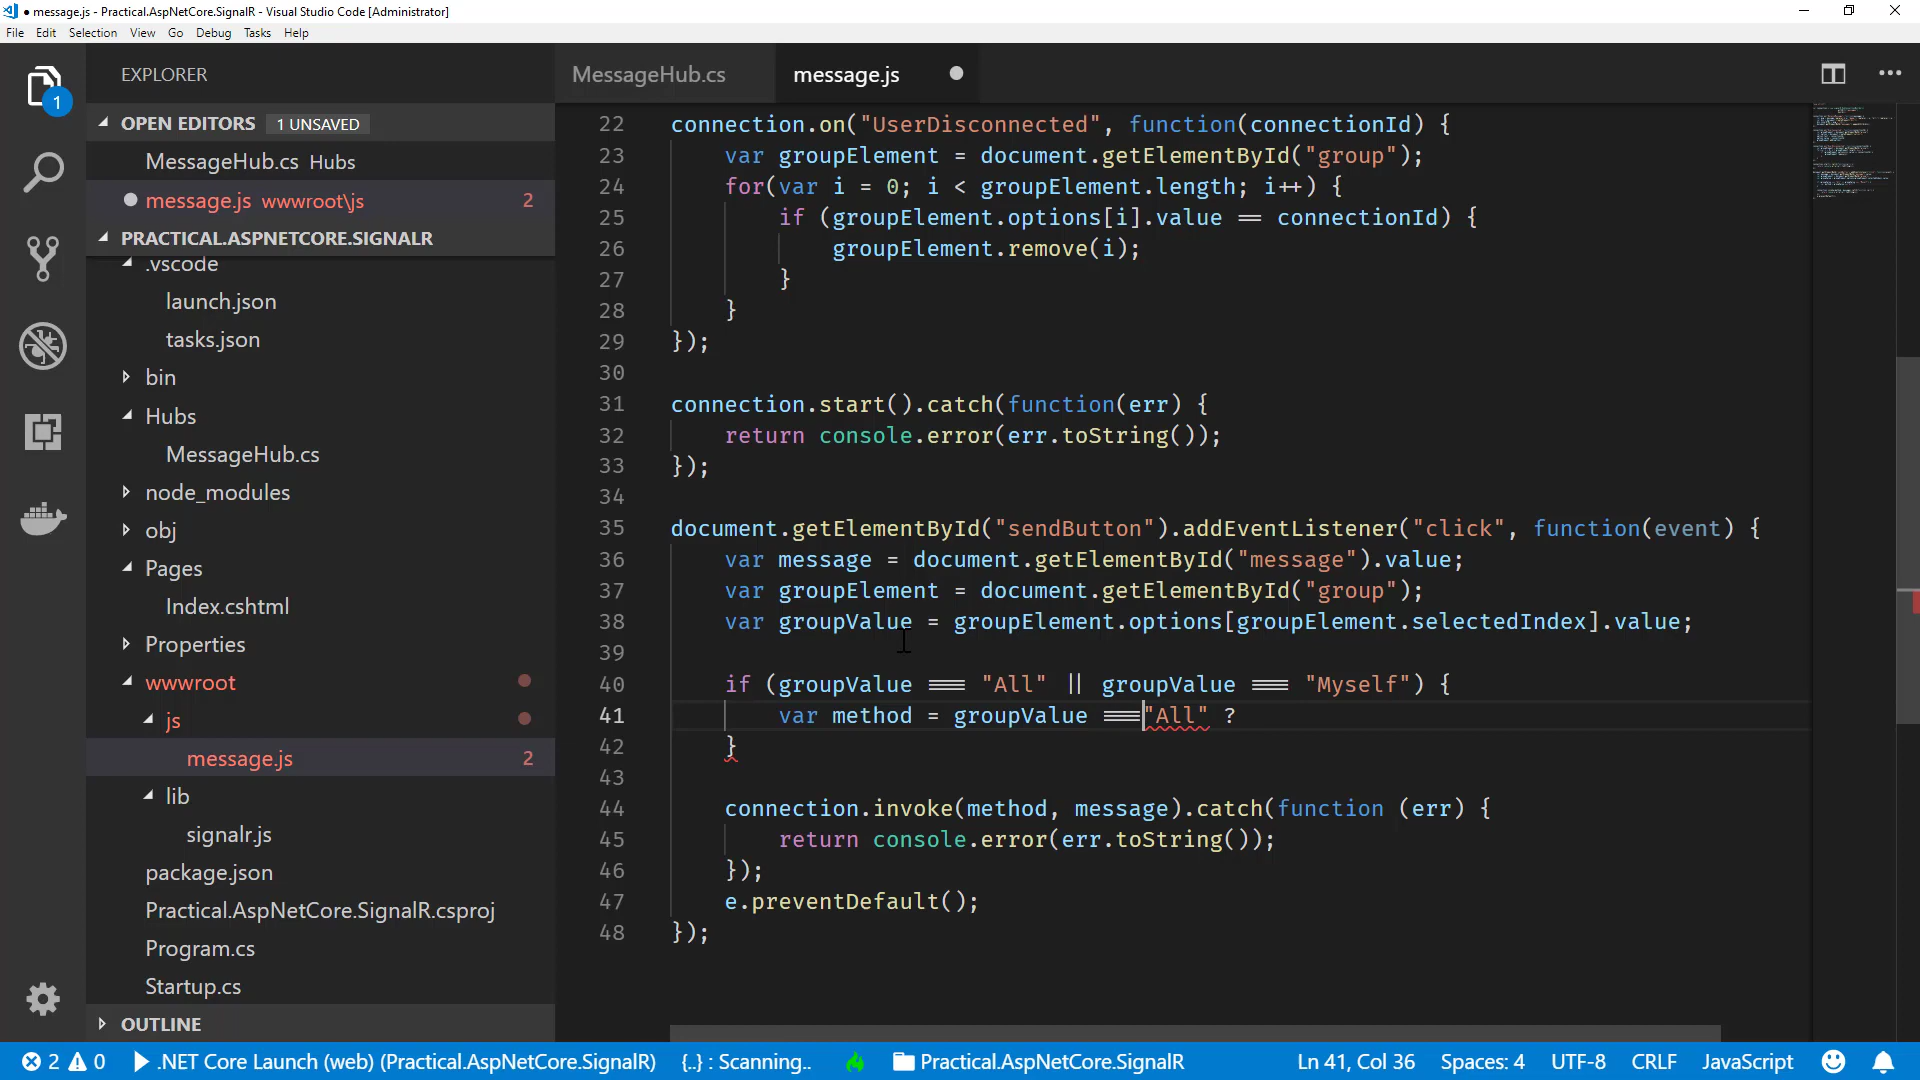 message.js - Practical.AspNetCore.SignalR - Visual Studio Code [Administrator]
File Edit Selection View Go Debug Tasks Help
EXPLORER
MessageHub.cs
message.js
OPEN EDITORS 1 UNSAVED
MessageHub.cs Hubs
message.js wwwroot\js 2
PRACTICAL.ASPNETCORE.SIGNALR
.vscode
launch.json
tasks.json
bin
Hubs
MessageHub.cs
node_modules
obj
Pages
Index.cshtml
Properties
wwwroot
js
message.js 2
lib
signalr.js
package.json
Practical.AspNetCore.SignalR.csproj
Program.cs
Startup.cs
OUTLINE
1
22 connection.on("UserDisconnected", function(connectionId) {
23 var groupElement = document.getElementById("group");
24 for(var i = 0; i < groupElement.length; i++) {
25 if (groupElement.options[i].value == connectionId) {
26 groupElement.remove(i);
27 }
28 }
29 });
30
31 connection.start().catch(function(err) {
32 return console.error(err.toString());
33 });
34
35 document.getElementById("sendButton").addEventListener("click", function(event) {
36 var message = document.getElementById("message").value;
37 var groupElement = document.getElementById("group");
38 var groupValue = groupElement.options[groupElement.selectedIndex].value;
39
40 if (groupValue === "All" || groupValue === "Myself") {
41 var method = groupValue ==="All" ?
42 }
43
44 connection.invoke(method, message).catch(function (err) {
45 return console.error(err.toString());
46 });
47 e.preventDefault();
48 });
2 0 .NET Core Launch (web) (Practical.AspNetCore.SignalR) {..} : Scanning.. Practical.AspNetCore.SignalR Ln 41, Col 36 Spaces: 4 UTF-8 CRLF JavaScript